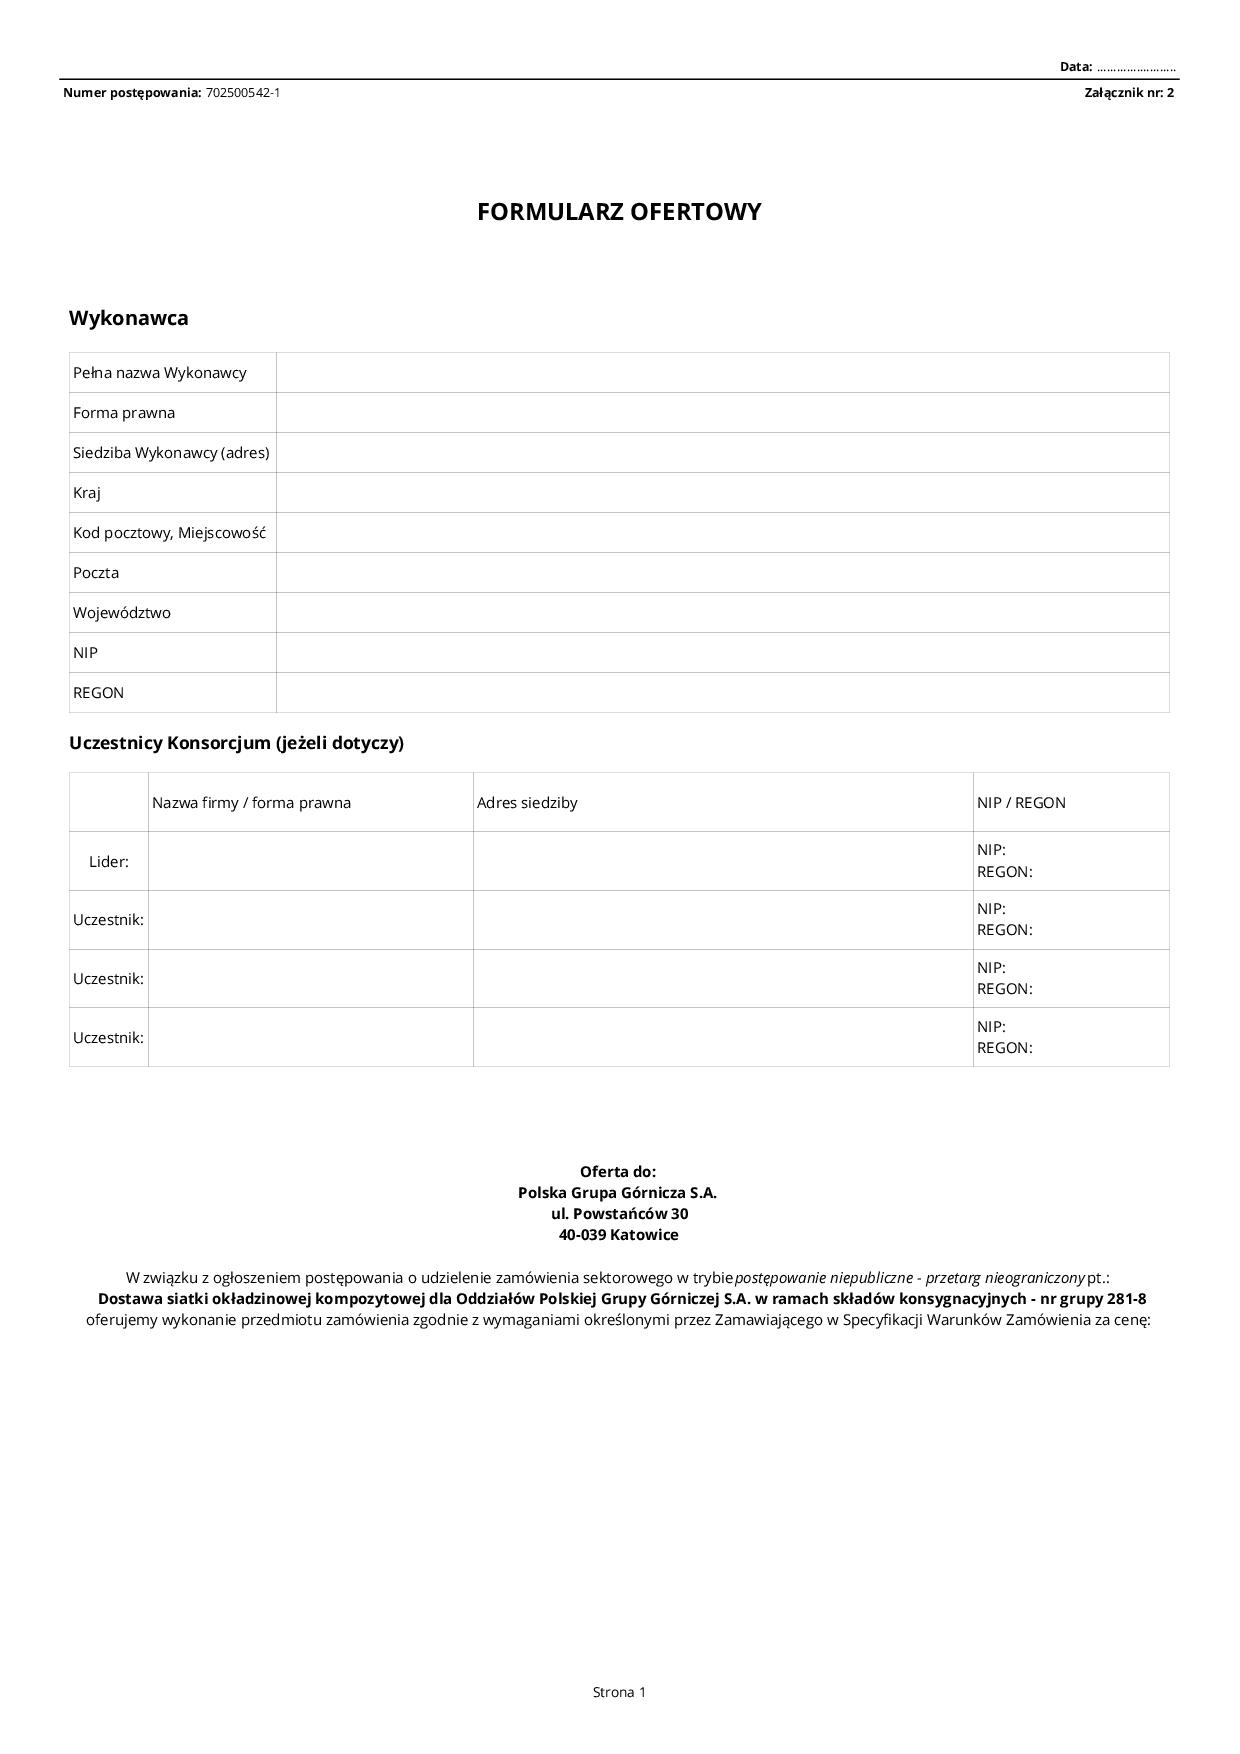 Data: ........................
Numer postępowania: 702500542-1 Załącznik nr: 2
FORMULARZ OFERTOWY
Wykonawca
Pełna nazwa Wykonawcy
Forma prawna
Siedziba Wykonawcy (adres)
Kraj
Kod pocztowy, Miejscowość
Poczta
Województwo
NIP
REGON
Uczestnicy Konsorcjum (jeżeli dotyczy)
Nazwa firmy / forma prawna Adres siedziby NIP / REGON
Lider:
NIP:
REGON:
Uczestnik:
NIP:
REGON:
Uczestnik:
NIP:
REGON:
Uczestnik:
NIP:
REGON:
Oferta do:
Polska Grupa Górnicza S.A.
ul. Powstańców 30
40-039 Katowice
W związku z ogłoszeniem postępowania o udzielenie zamówienia sektorowego w trybie postępowanie niepubliczne - przetarg nieograniczony pt.:
Dostawa siatki okładzinowej kompozytowej dla Oddziałów Polskiej Grupy Górniczej S.A. w ramach składów konsygnacyjnych - nr grupy 281-8
oferujemy wykonanie przedmiotu zamówienia zgodnie z wymaganiami określonymi przez Zamawiającego w Specyfikacji Warunków Zamówienia za cenę:
Strona 1